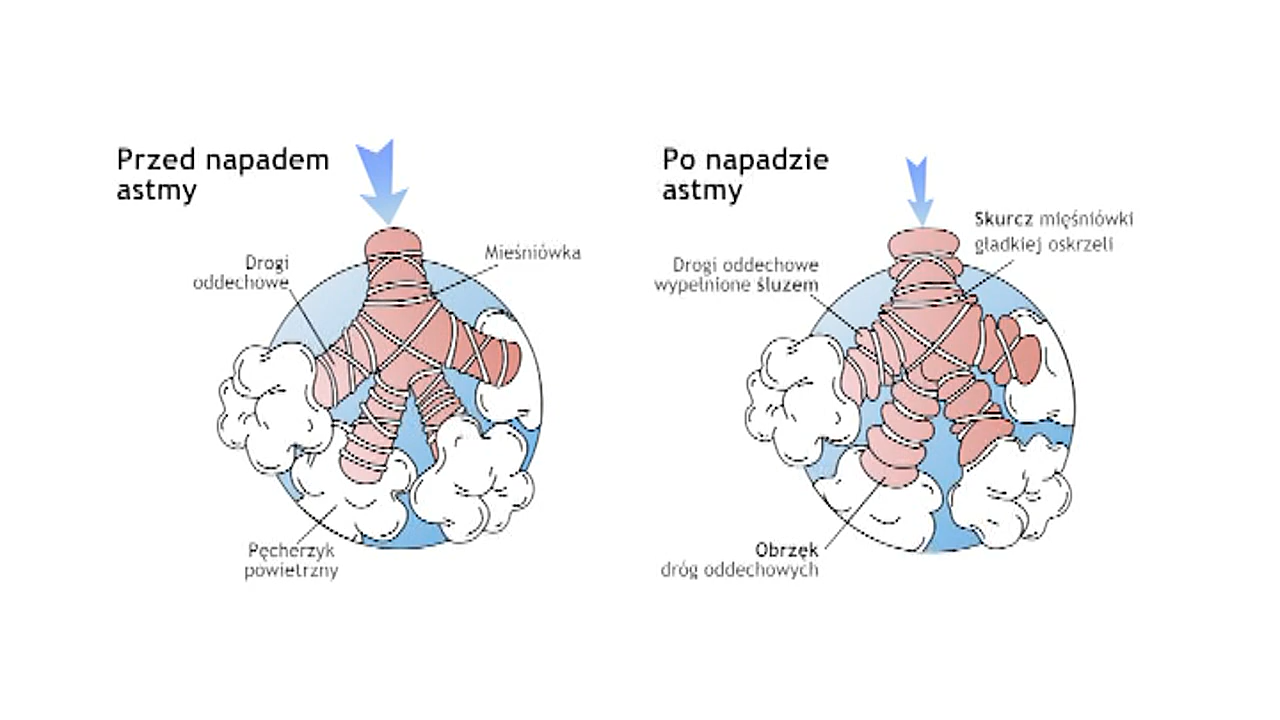 Przed napadem
astmy
Drogi
oddechowe
Mieśniówka
Pęcherzyk
powietrzny
Po napadzie
astmy
Skurcz mięśniówki
gładkiej oskrzeli
Drogi oddechowe
wypełnione śluzem
Obrzęk
dróg oddechowych